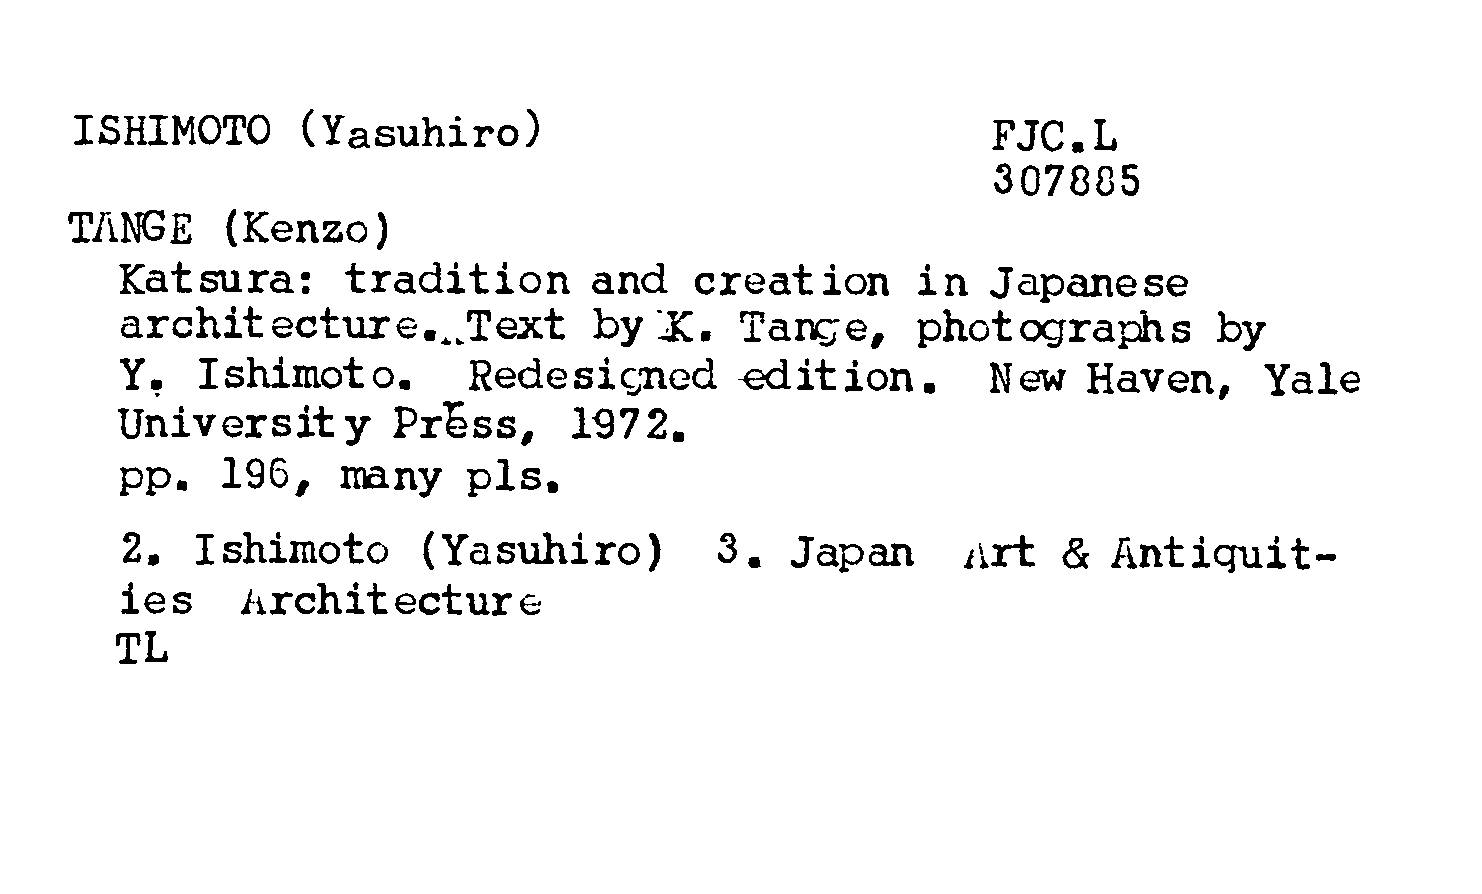 ISHIMOTO (Yasuhiro)
FJC.L
307885
TANGE (Kenzo)
Katsura: tradition and creation in Japanese
architecture... Text by K. Tange, photographs by
Y. Ishimoto. Redesigned edition. New Haven, Yale
University Press, 1972.
pp. 196, many pls.
2. Ishimoto (Yasuhiro) 3. Japan Art & Antiquit-
ies Architecture
TL